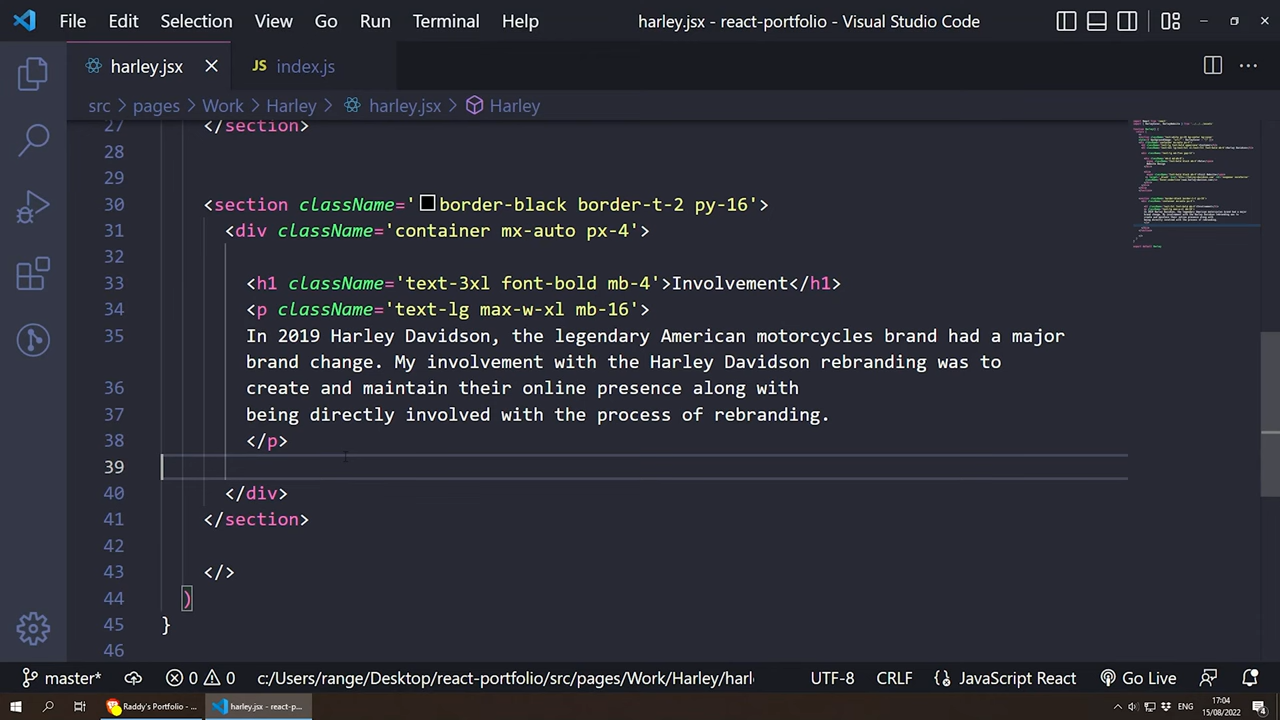 File Edit Selection View Go Run Terminal Help harley.jsx - react-portfolio - Visual Studio Code
harley.jsx JS index.js
src > pages > Work > Harley > harley.jsx > Harley
27 </section>
28
29
30 <section className='border-black border-t-2 py-16'>
31 <div className='container mx-auto px-4'>
32
33 <h1 className='text-3xl font-bold mb-4'>Involvement</h1>
34 <p className='text-lg max-w-xl mb-16'>
35 In 2019 Harley Davidson, the legendary American motorcycles brand had a major
brand change. My involvement with the Harley Davidson rebranding was to
36 create and maintain their online presence along with
37 being directly involved with the process of rebranding.
38 </p>
39
40 </div>
41 </section>
42
43 </>
44 )
45 }
46
master* 0 0 c:/Users/range/Desktop/react-portfolio/src/pages/Work/Harley/harl UTF-8 CRLF {} JavaScript React Go Live
Raddy's Portfolio - ... harley.jsx - react-p... ENG 17:04
15/08/2022